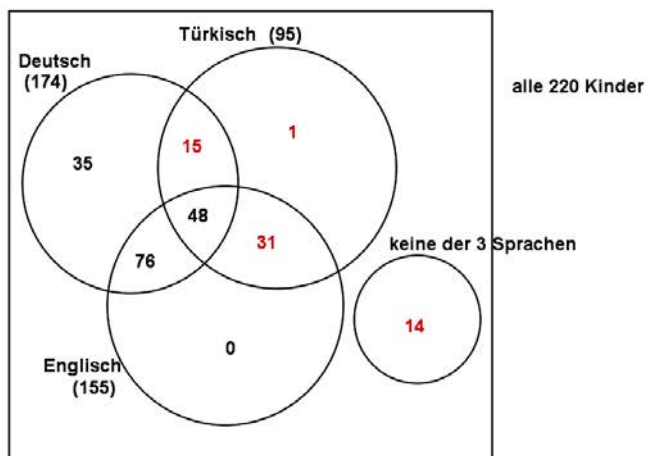 Türkisch (95)
Deutsch
(174)
alle 220 Kinder
15
1
35
48
31
keine der 3 Sprachen
76
14
0
Englisch
(155)